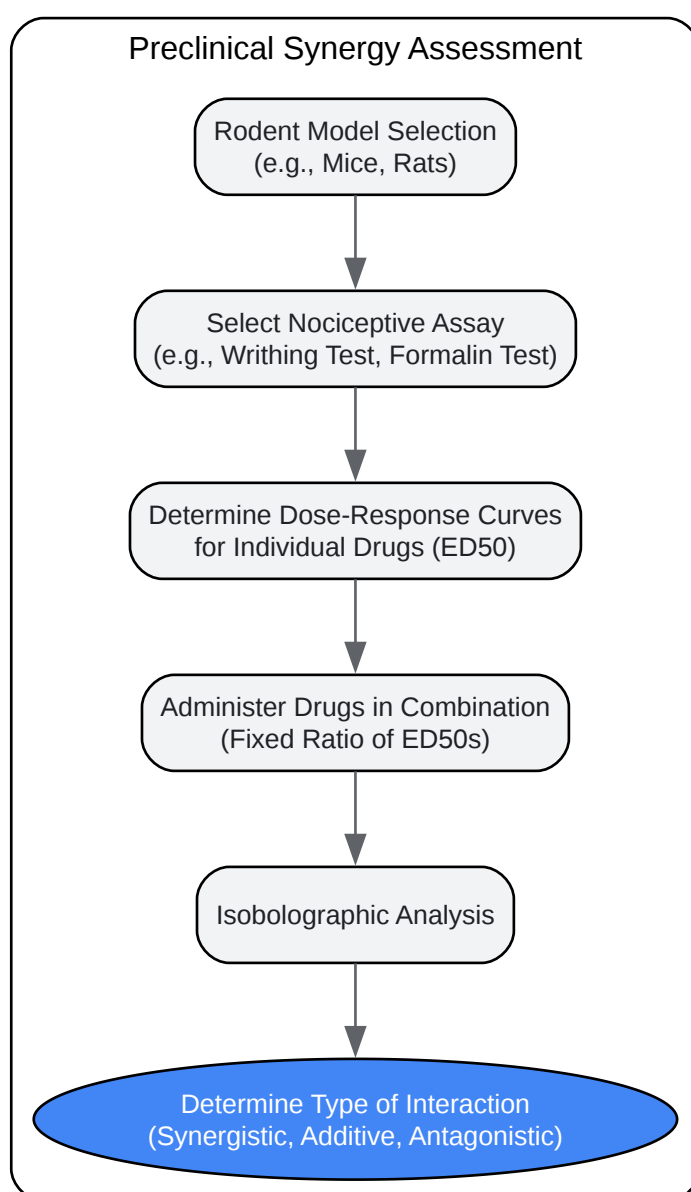 Preclinical Synergy Assessment
Rodent Model Selection
(e.g., Mice, Rats)
Select Nociceptive Assay
(e.g., Writhing Test, Formalin Test)
Determine Dose-Response Curves
for Individual Drugs (ED50)
Administer Drugs in Combination
(Fixed Ratio of ED50s)
Isobolographic Analysis
Determine Type of Interaction
(Synergistic, Additive, Antagonistic)